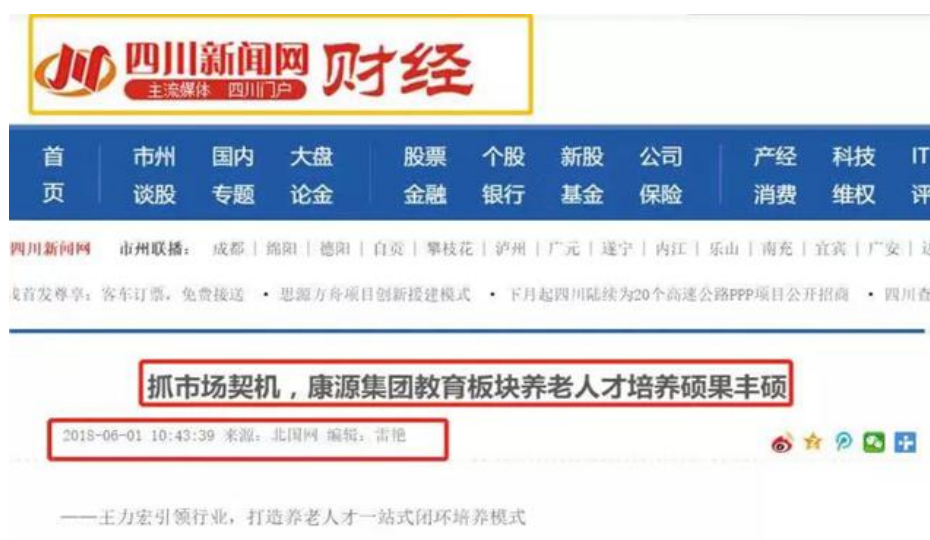 四川新闻网 财经
主流媒体 四川门户
首 市州 国内 大盘 股票 个股 新股 公司 产经 科技 IT
页 谈股 专题 论金 金融 银行 基金 保险 消费 维权 评
四川新闻网 市州联播: 成都 | 绵阳 | 德阳 | 自贡 | 攀枝花 | 泸州 | 广元 | 遂宁 | 内江 | 乐山 | 南充 | 宜宾 | 广安 |
首发尊享:客车订票,免费接送 • 思源方舟项目创新援建模式 • 下月起四川陆续为20个高速公路PPP项目公开招商 • 四川查
抓市场契机,康源集团教育板块养老人才培养硕果丰硕
2018-06-01 10:43:39 来源:北国网 编辑:雷艳
——王力宏引领行业,打造养老人才一站式闭环培养模式